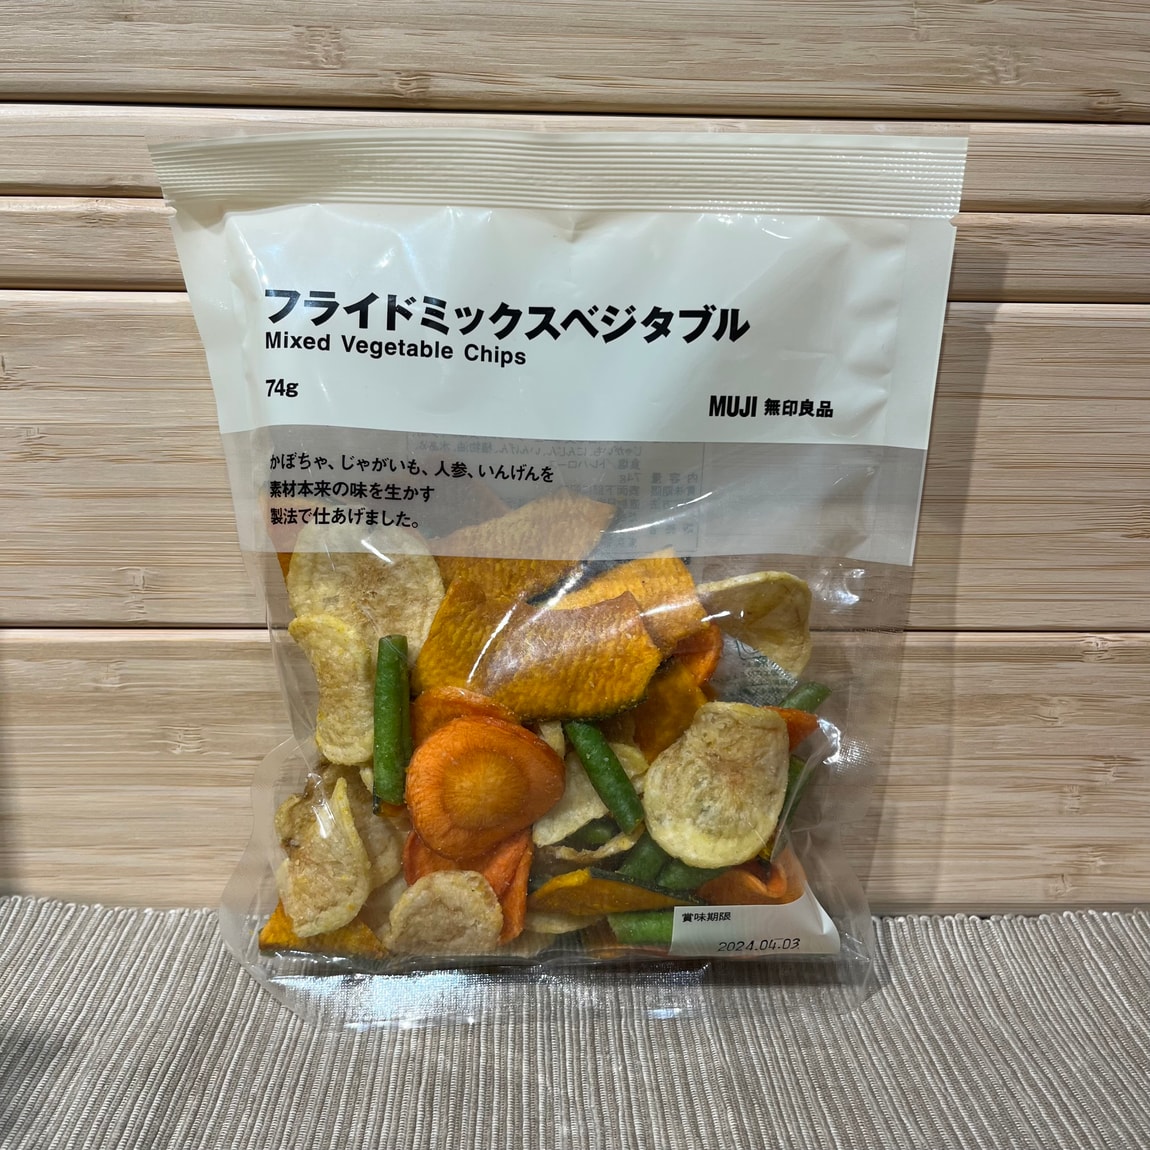 フライドミックスベジタブル
Mixed Vegetable Chips
74g
MUJI 無印良品
かぼちゃ、じゃがいも、人参、いんげんを
素材本来の味を生かす
製法で仕あげました。
賞味期限
2024.04.03